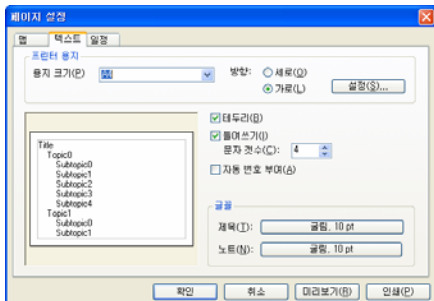 페이지 설정
맵 텍스트 일정
프린터 용지
용지 크기(P) 방향: 세로(O)
가로(L) 설정(S)...
테두리(B)
들여쓰기(I)
문자 갯수(C): 4
자동 번호 부여(A)
Title
Topic0
Subtopic0
Subtopic1
Subtopic2
Subtopic3
Subtopic4
Topic1
Subtopic0
Subtopic1
글꼴
제목(T): 굴림, 10 pt
노트(N): 굴림, 10 pt
확인 취소 미리보기(R) 인쇄(P)